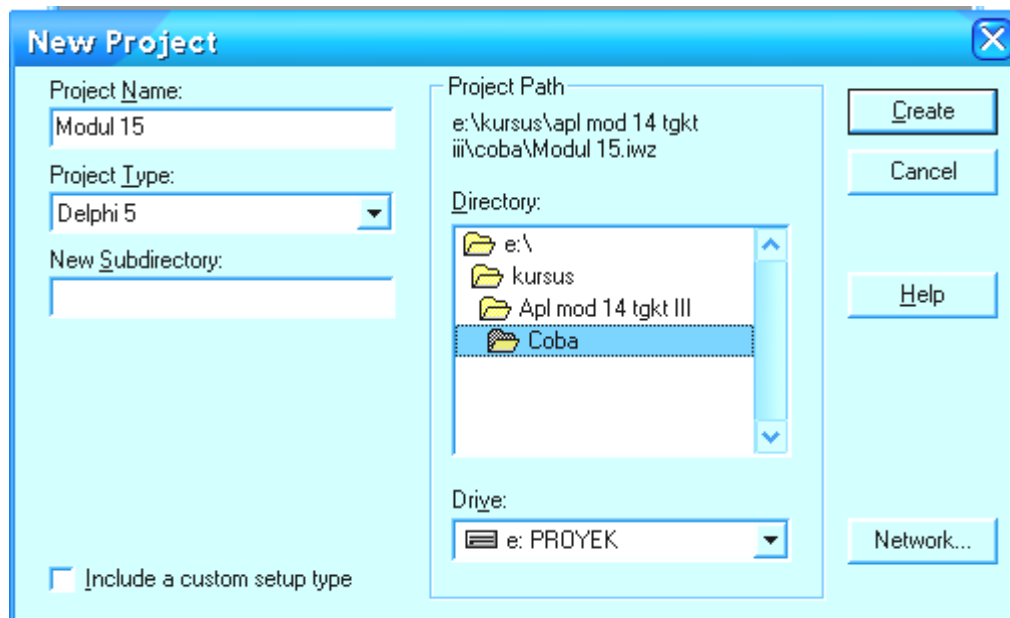 New Project
Project Name:
Modul 15
Project Type:
Delphi 5
New Subdirectory:
Include a custom setup type
Project Path
e:\kursus\apl mod 14 tgkt
iii\coba\Modul 15.iwz
Directory:
e:\
kursus
Apl mod 14 tgkt III
Coba
Drive:
e: PROYEK
Create
Cancel
Help
Network...